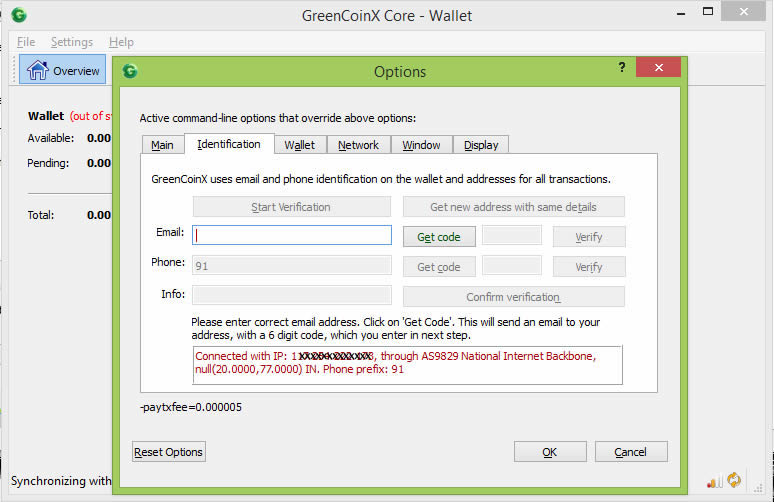 GreenCoinX Core - Wallet
File Settings Help
Overview
Options
Wallet (out of s
Available: 0.00
Pending: 0.00
Total: 0.00
Active command-line options that override above options:
Main Identification Wallet Network Window Display
GreenCoinX uses email and phone identification on the wallet and addresses for all transactions.
Start Verification Get new address with same details
Email: Get code Verify
Phone: 91 Get code Verify
Info: Confirm verification
Please enter correct email address. Click on 'Get Code'. This will send an email to your
address, with a 6 digit code, which you enter in next step.
Connected with IP: through AS9829 National Internet Backbone,
null(20.0000,77.0000) IN. Phone prefix: 91
-paytxfee=0.000005
Reset Options OK Cancel
Synchronizing with